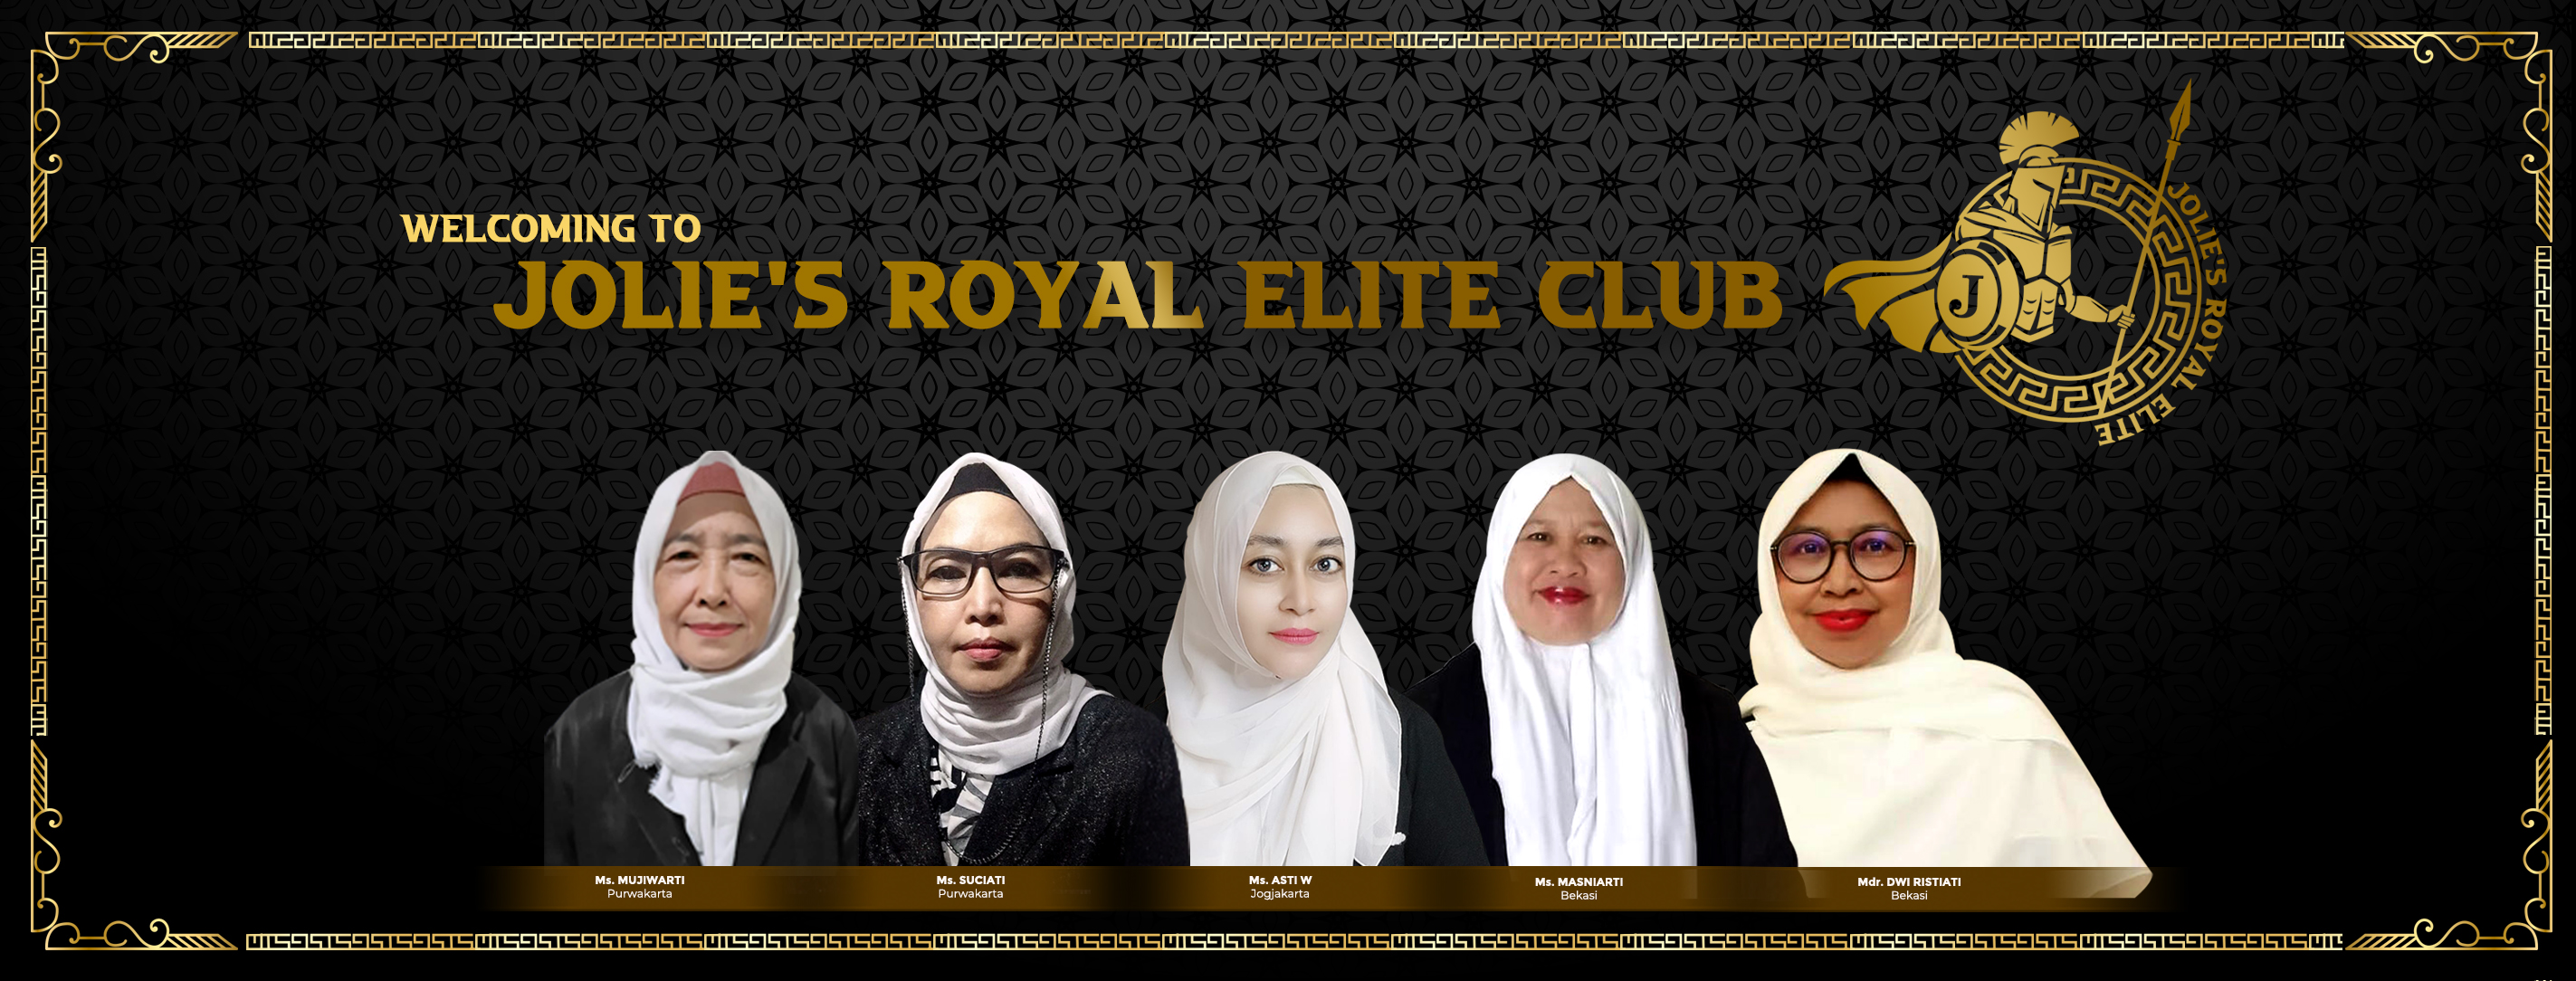 WELCOMING TO
JOLIE'S ROYAL ELITE CLUB
J
JOLIE'S ROYAL ELITE
Ms. MUJIWARTI
Purwakarta
Ms. SUCIATI
Purwakarta
Ms. ASTI W
Jogjakarta
Ms. MASNIARTI
Bekasi
Mdr. DWI RISTIATI
Bekasi